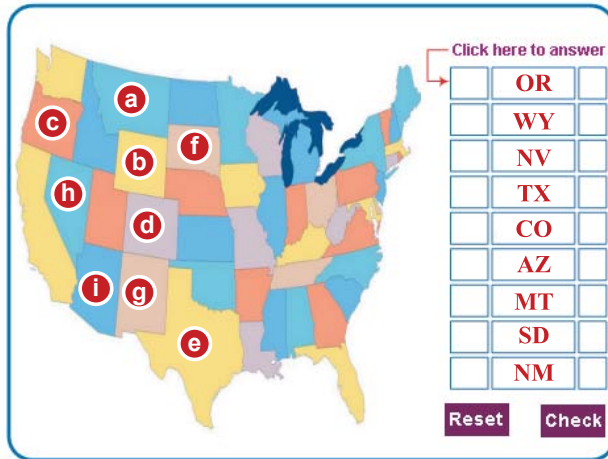 Click here to answer
OR
WY
NV
TX
CO
AZ
MT
SD
NM
Reset Check
a
c
b
f
h
d
i
g
e